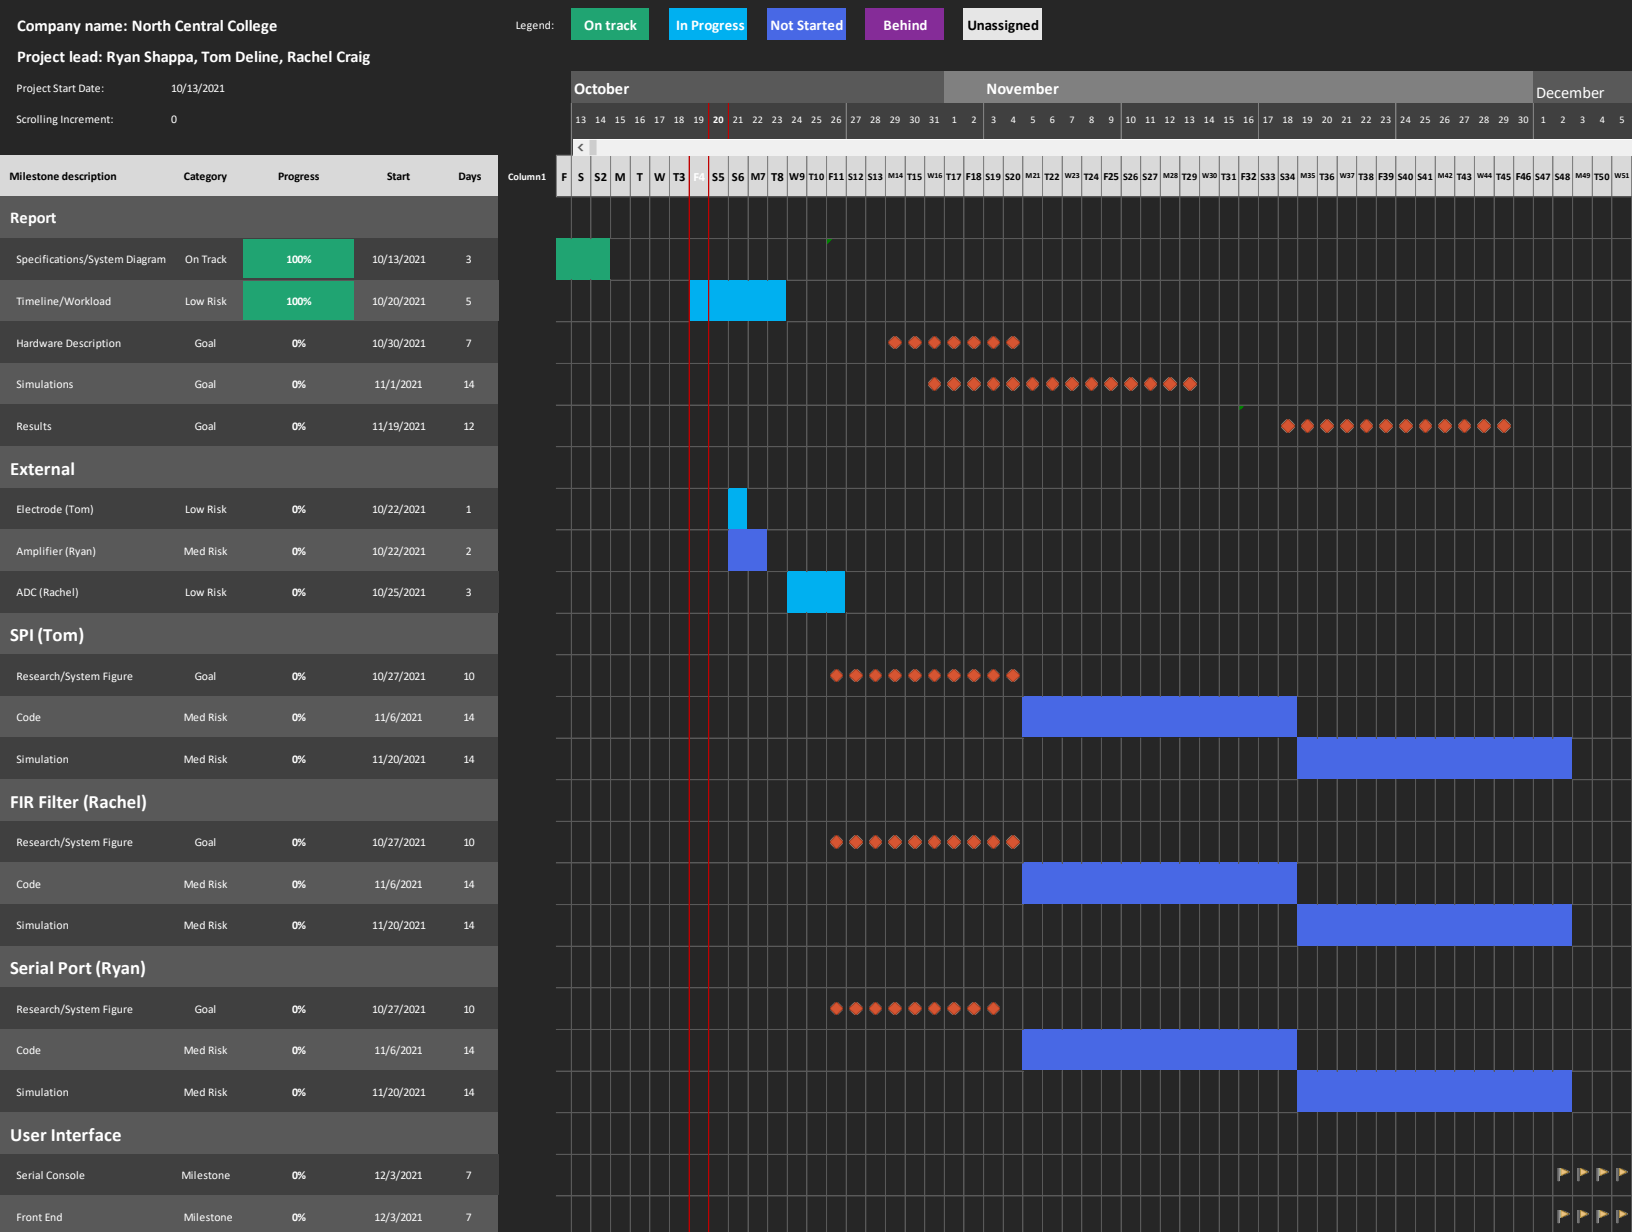 Company name: North Central College
Legend: On track In Progress Not Started Behind Unassigned
Project lead: Ryan Shappa, Tom Deline, Rachel Craig
Project Start Date: 10/13/2021
October November December
Scrolling Increment: 0
13 14 15 16 17 18 19 20 21 22 23 24 25 26 27 28 29 30 31 1 2 3 4 5 6 7 8 9 10 11 12 13 14 15 16 17 18 19 20 21 22 23 24 25 26 27 28 29 30 1 2 3 4 5
<
Milestone description Category Progress Start Days Column1 F S S2 M T W T3 F4 S5 S6 M7 T8 W9 T10 F11 S12 S13 M14 T15 W16 T17 F18 S19 S20 M21 T22 W23 T24 F25 S26 S27 M28 T29 W30 T31 F32 S33 S34 M35 T36 W37 T38 F39 S40 S41 M42 T43 W44 T45 F46 S47 S48 M49 T50 W51
Report
Specifications/System Diagram On Track 100% 10/13/2021 3
Timeline/Workload Low Risk 100% 10/20/2021 5
Hardware Description Goal 0% 10/30/2021 7
Simulations Goal 0% 11/1/2021 14
Results Goal 0% 11/19/2021 12
External
Electrode (Tom) Low Risk 0% 10/22/2021 1
Amplifier (Ryan) Med Risk 0% 10/22/2021 2
ADC (Rachel) Low Risk 0% 10/25/2021 3
SPI (Tom)
Research/System Figure Goal 0% 10/27/2021 10
Code Med Risk 0% 11/6/2021 14
Simulation Med Risk 0% 11/20/2021 14
FIR Filter (Rachel)
Research/System Figure Goal 0% 10/27/2021 10
Code Med Risk 0% 11/6/2021 14
Simulation Med Risk 0% 11/20/2021 14
Serial Port (Ryan)
Research/System Figure Goal 0% 10/27/2021 10
Code Med Risk 0% 11/6/2021 14
Simulation Med Risk 0% 11/20/2021 14
User Interface
Serial Console Milestone 0% 12/3/2021 7
Front End Milestone 0% 12/3/2021 7